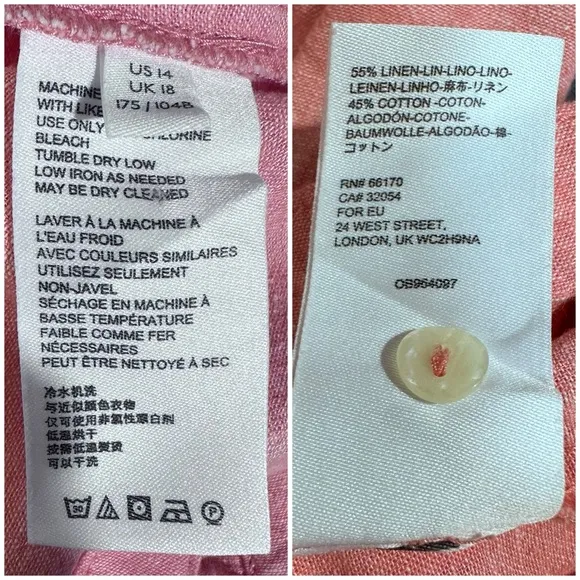 US 14
UK 18
175 / 104B
MACHINE
WITH LIKE
USE ONLY CHLORINE
BLEACH
TUMBLE DRY LOW
LOW IRON AS NEEDED
MAY BE DRY CLEANED
LAVER À LA MACHINE À
L'EAU FROID
AVEC COULEURS SIMILAIRES
UTILISEZ SEULEMENT
NON-JAVEL
SÉCHAGE EN MACHINE À
BASSE TEMPÉRATURE
FAIBLE COMME FER
NÉCESSAIRES
PEUT ÊTRE NETTOYÉ À SEC
冷水机洗
与近似颜色衣物
仅可使用非氧性漂白剂
低温烘干
按需低温熨烫
可以干洗
30
P
55% LINEN-LIN-LINO-LINO-
LEINEN-LINHO-麻布-リネン
45% COTTON -COTON-
ALGODÓN-COTONE-
BAUMWOLLE-ALGODÃO-棉-
コットン
RN# 66170
CA# 32054
FOR EU
24 WEST STREET,
LONDON, UK WC2H9NA
OB964097